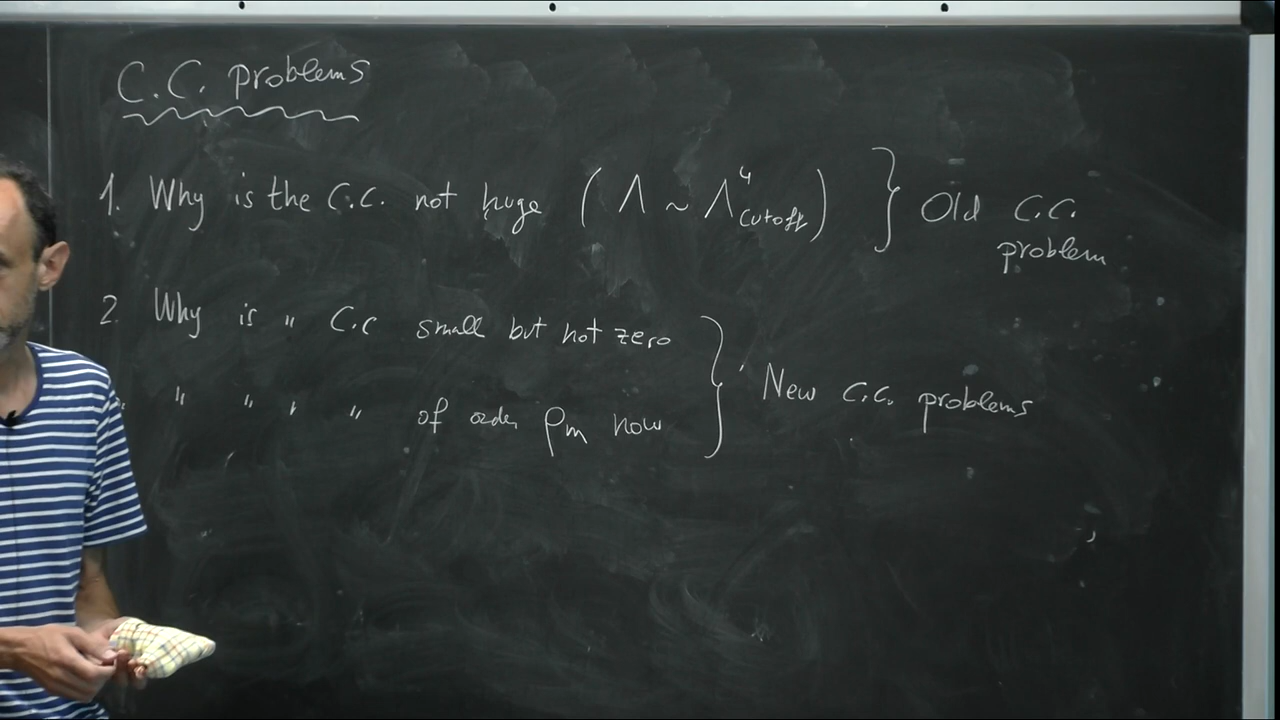 C.C. problems
1. Why is the C.C. not huge ( Λ ~ Λ⁴cutoff ) } Old C.C. problem
2. Why is " C.C small but not zero
" " " " of order ρm now } New C.C. problems